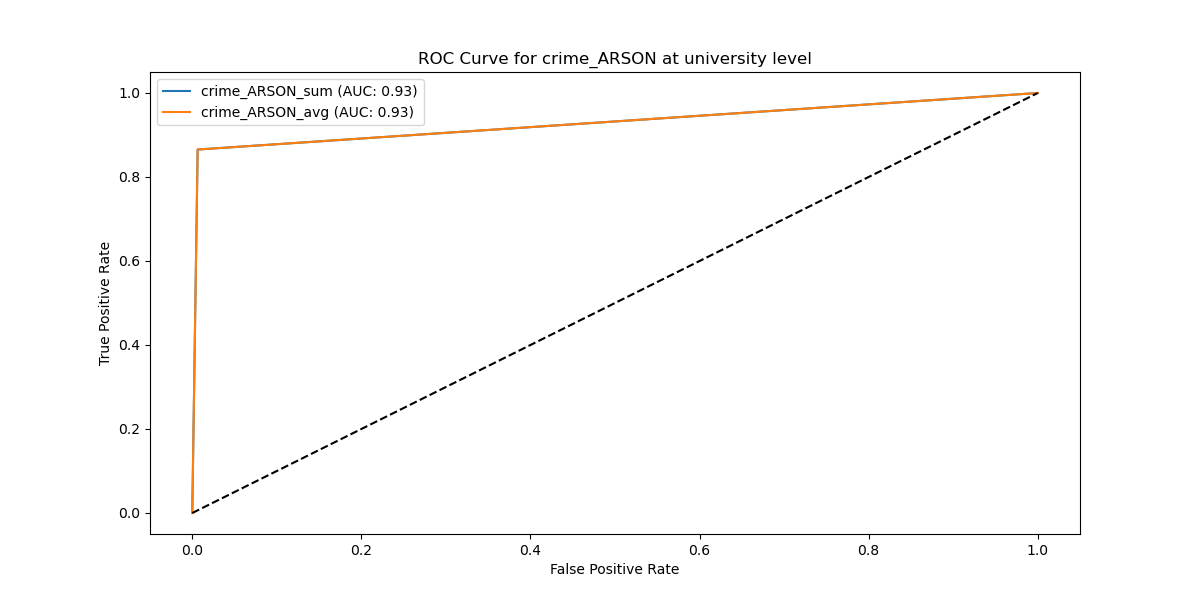 ROC Curve for crime_ARSON at university level
crime_ARSON_sum (AUC: 0.93)
crime_ARSON_avg (AUC: 0.93)
True Positive Rate
1.0
0.8
0.6
0.4
0.2
0.0
0.0 0.2 0.4 0.6 0.8 1.0
False Positive Rate